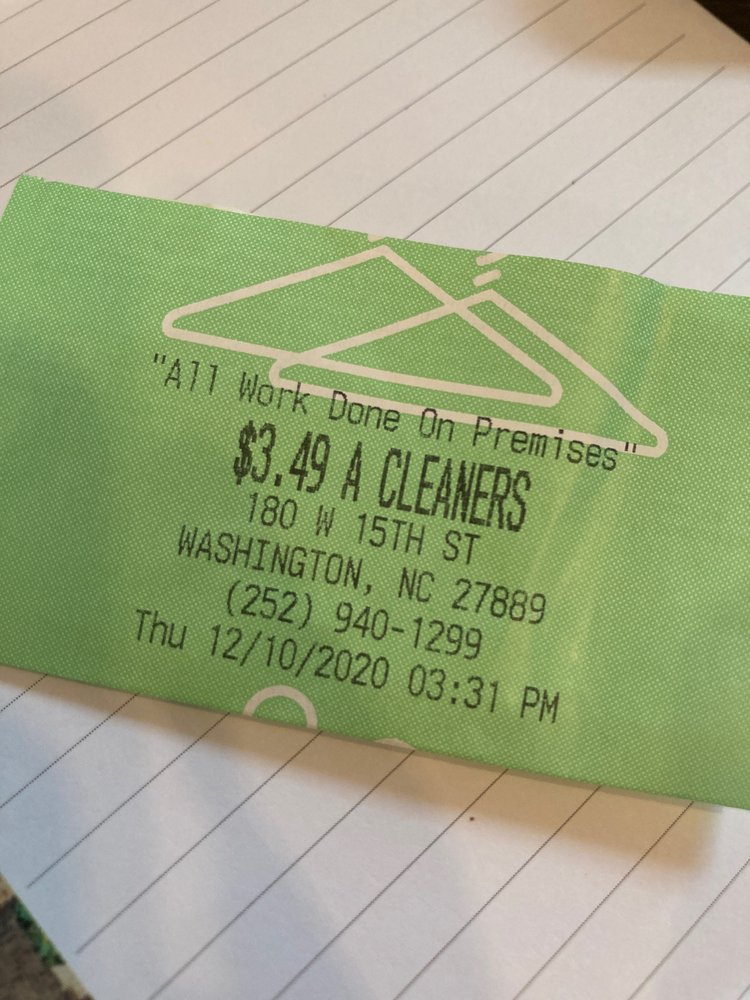 "All Work Done On Premises"
$3.49 A CLEANERS
180 W 15TH ST
WASHINGTON, NC 27889
(252) 940-1299
Thu 12/10/2020 03:31 PM